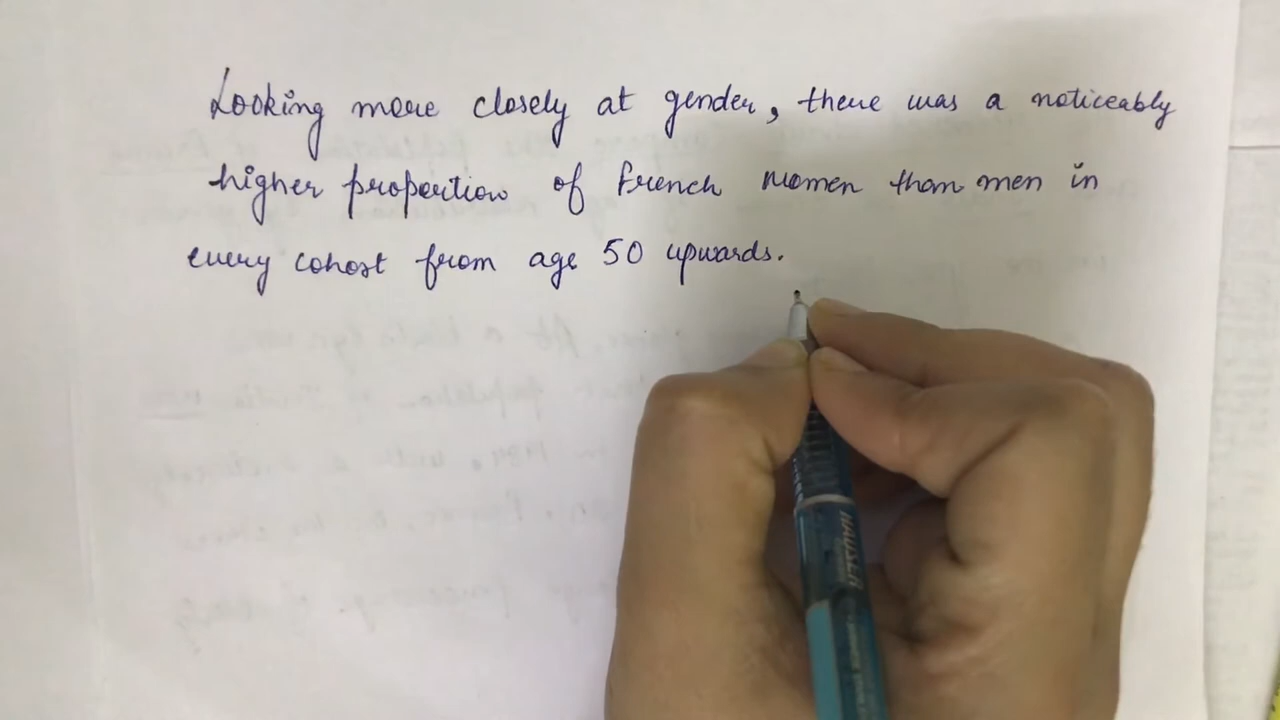 Looking more closely at gender, there was a noticeably
higher proportion of French women than men in
every cohort from age 50 upwards.